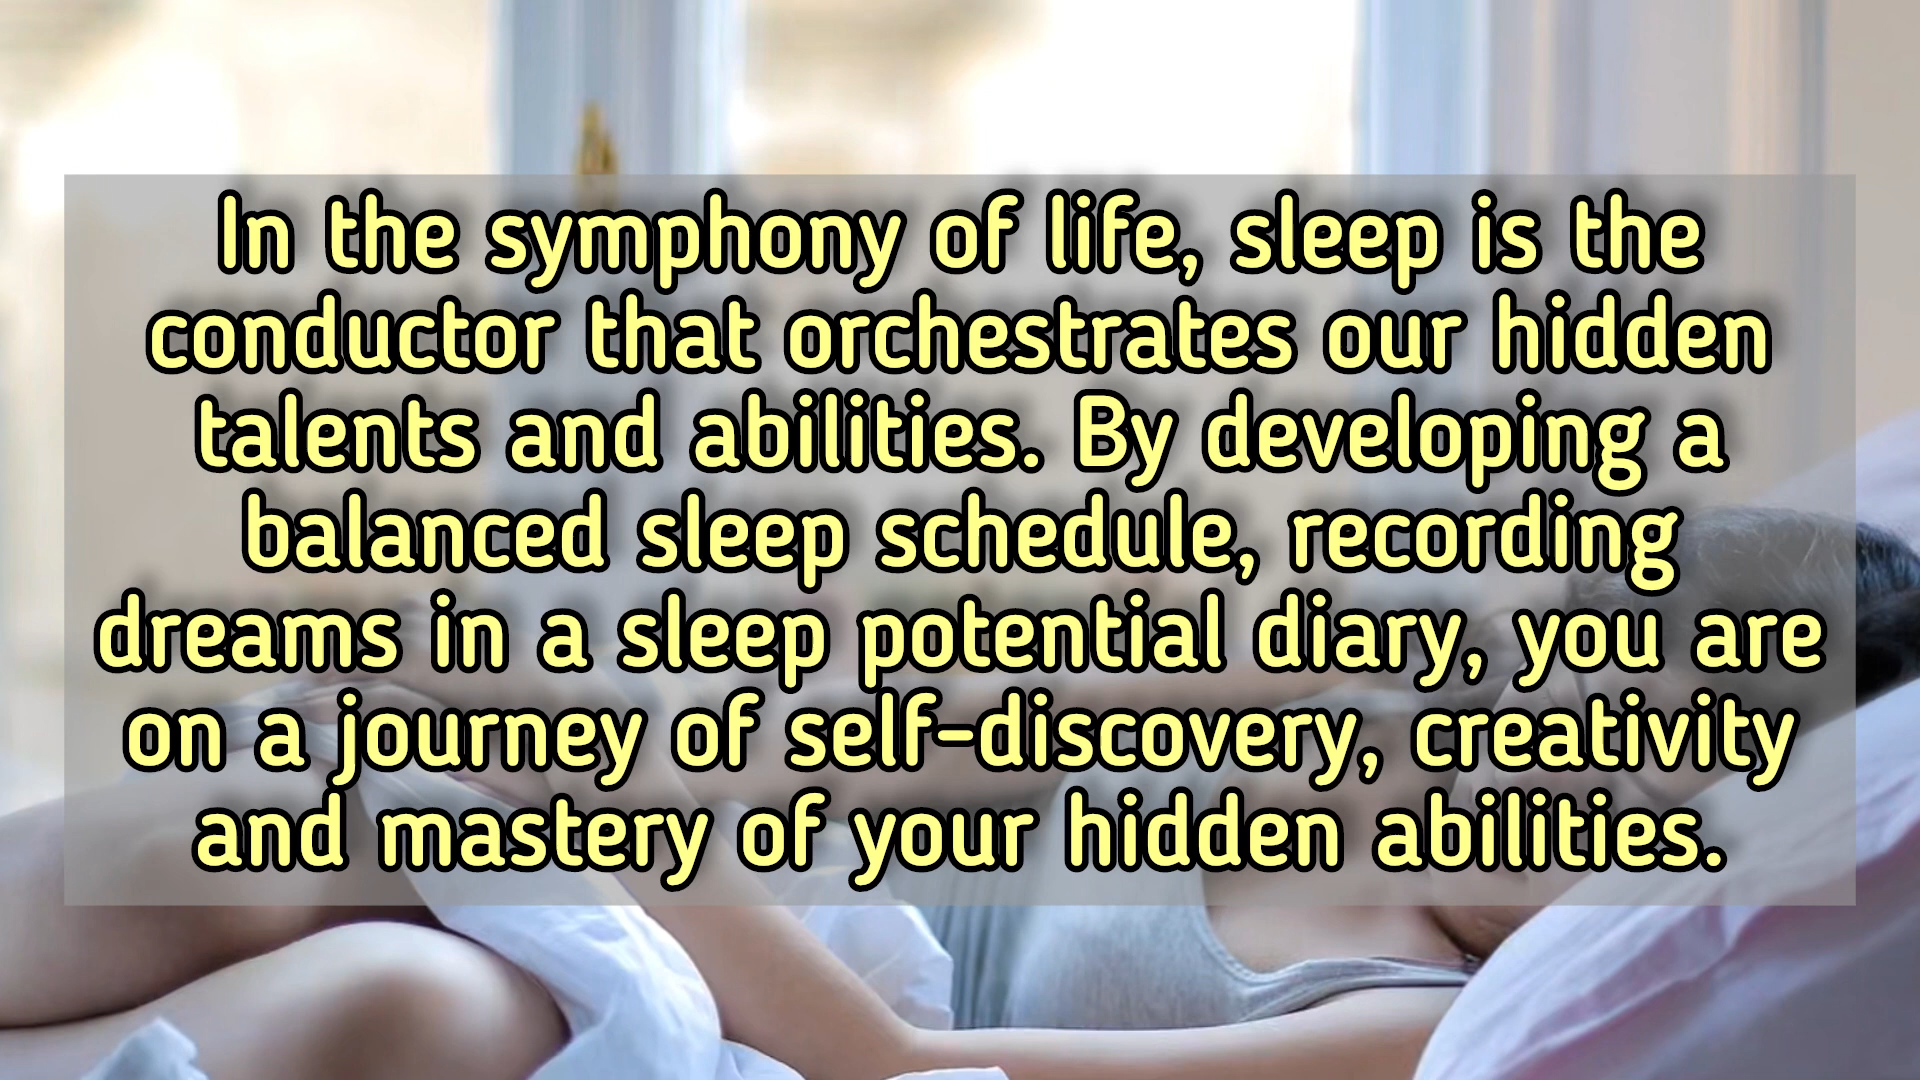 In the symphony of life, sleep is the
conductor that orchestrates our hidden
talents and abilities. By developing a
balanced sleep schedule, recording
dreams in a sleep potential diary, you are
on a journey of self-discovery, creativity
and mastery of your hidden abilities.